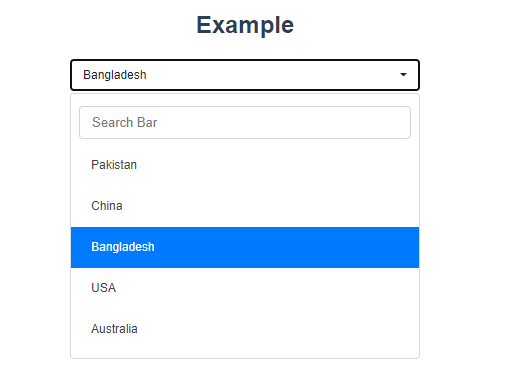 Example
Bangladesh
Search Bar
Pakistan
China
Bangladesh
USA
Australia